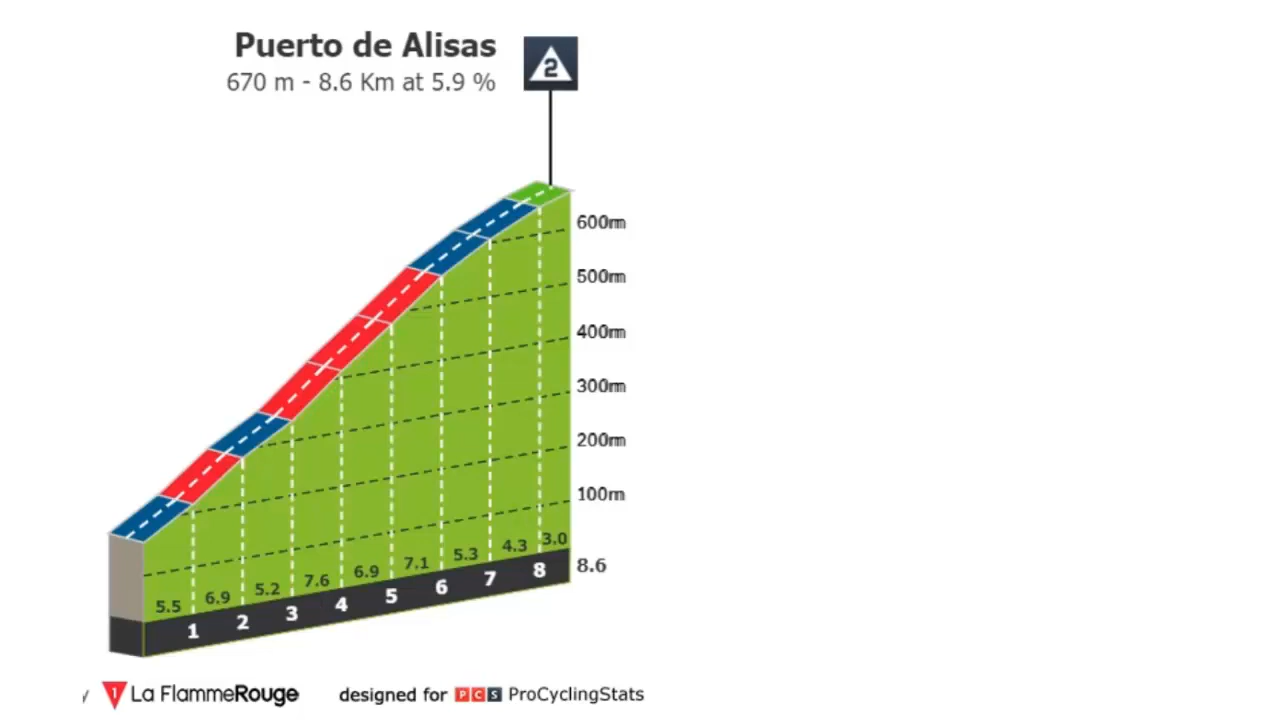 Puerto de Alisas
670 m - 8.6 Km at 5.9 %
2
600m
500m
400m
300m
200m
100m
8.6
5.5 6.9 5.2 7.6 6.9 7.1 5.3 4.3 3.0
1 2 3 4 5 6 7 8
1 La FlammeRouge designed for PCS ProCyclingStats